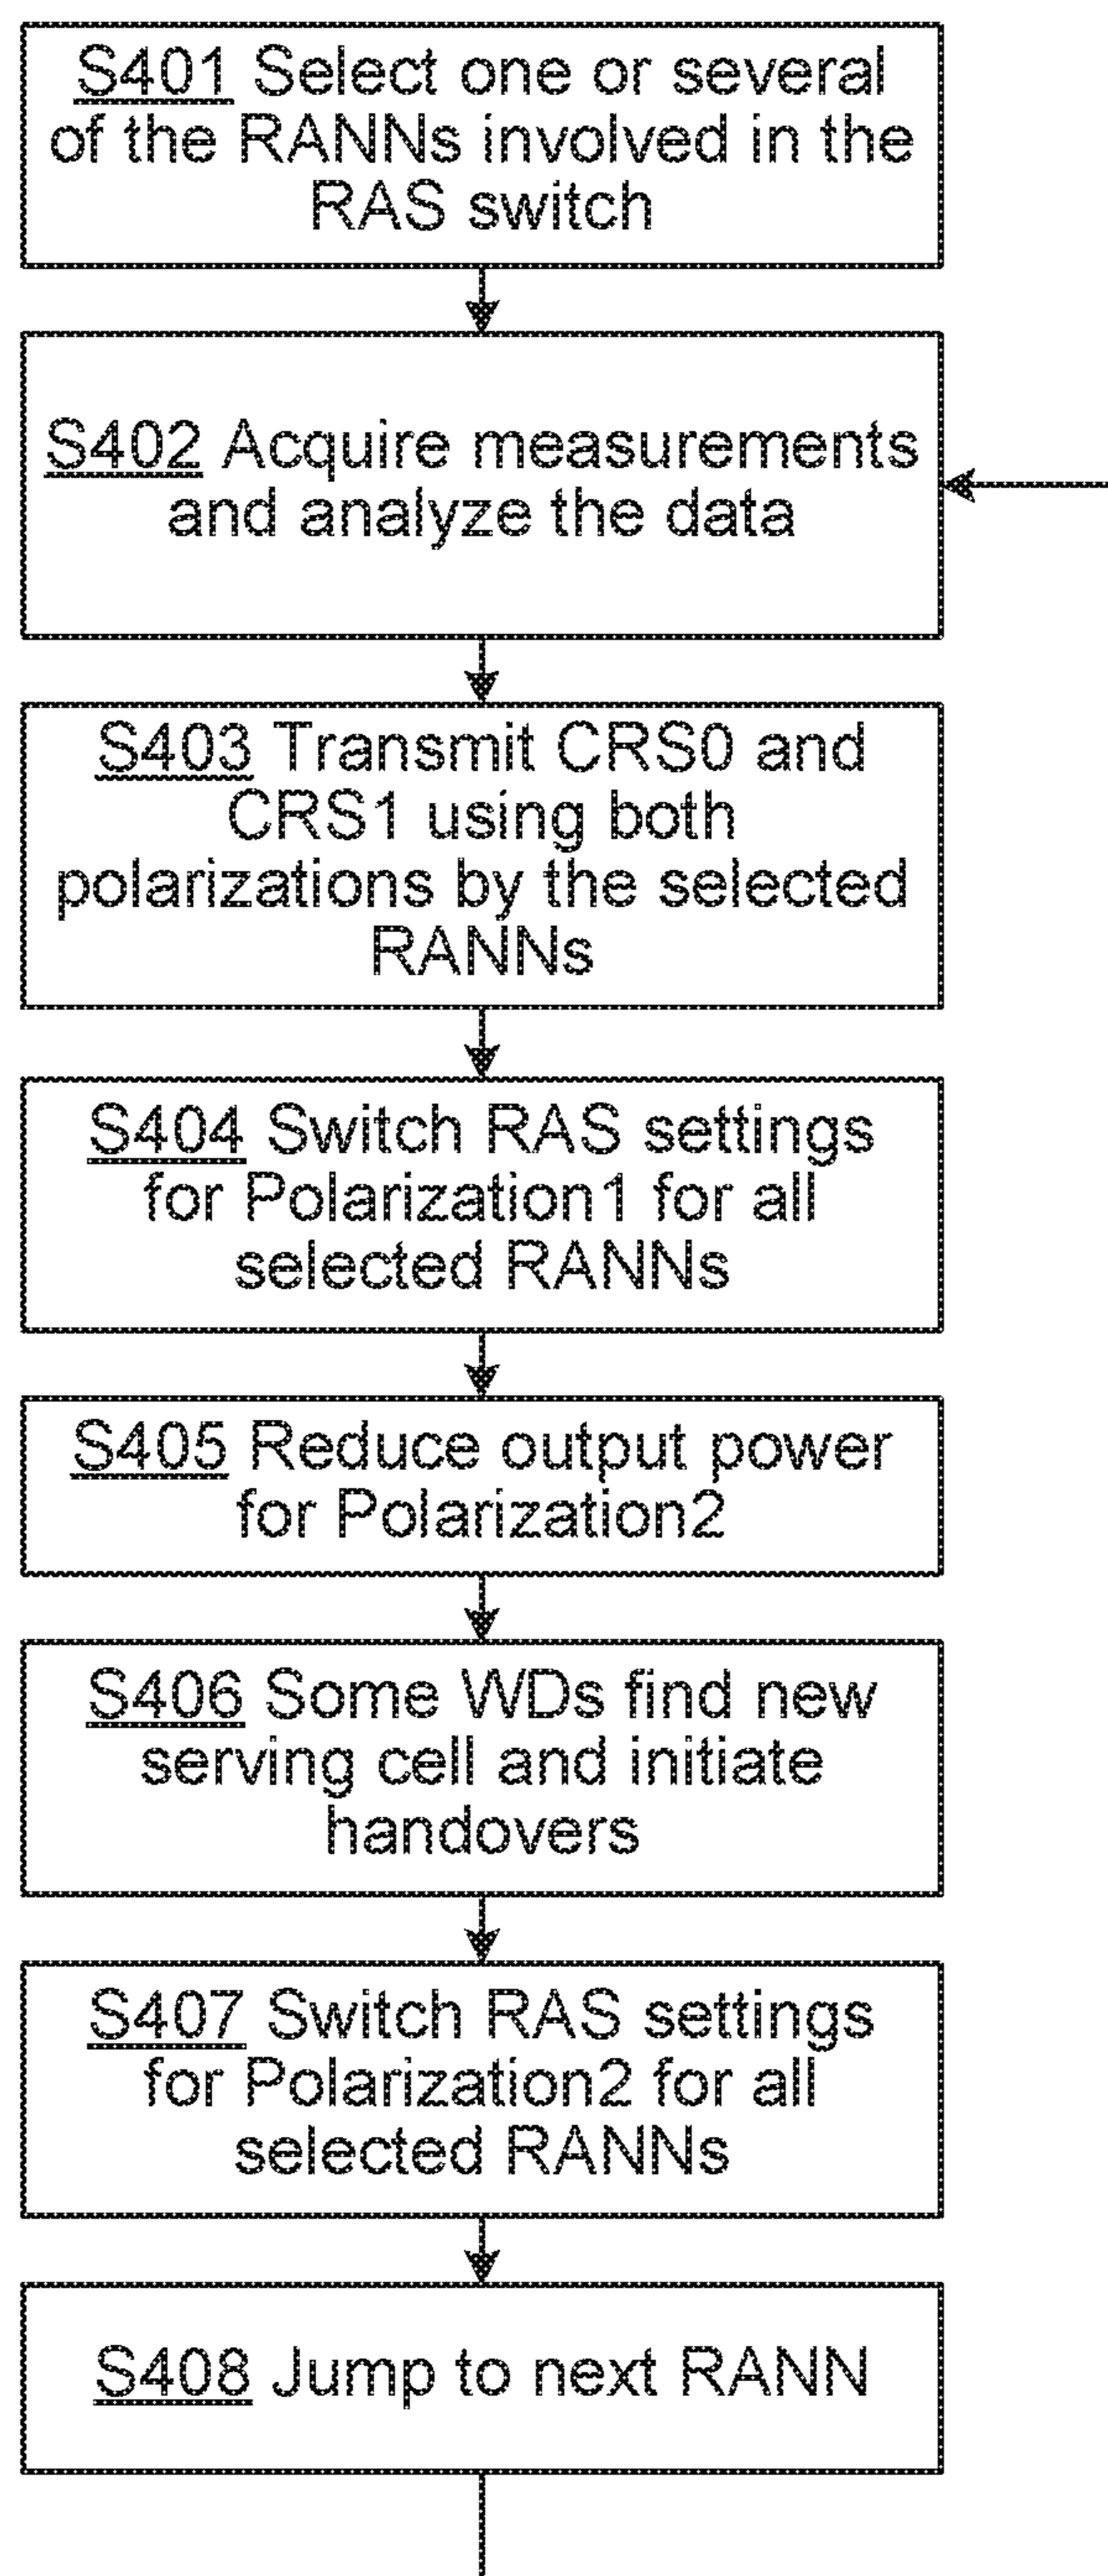 S401 Select one or several
of the RANNs involved in the
RAS switch
S402 Acquire measurements
and analyze the data
S403 Transmit CRS0 and
CRS1 using both
polarizations by the selected
RANNs
S404 Switch RAS settings
for Polarization1 for all
selected RANNs
S405 Reduce output power
for Polarization2
S406 Some WDs find new
serving cell and initiate
handovers
S407 Switch RAS settings
for Polarization2 for all
selected RANNs
S408 Jump to next RANN